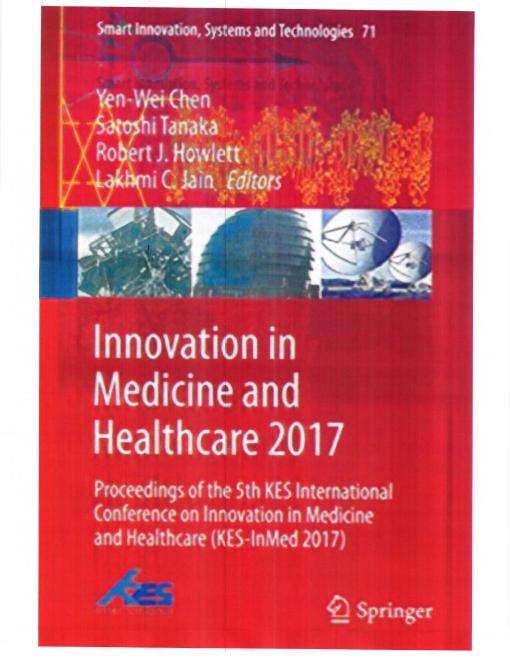 Smart Innovation, Systems and Technologies 71
Yen-Wei Chen
Satoshi Tanaka
Robert J. Howlett
Lakhmi C. Jain Editors
Innovation in
Medicine and
Healthcare 2017
Proceedings of the 5th KES International
Conference on Innovation in Medicine
and Healthcare (KES-InMed 2017)
KES
Springer